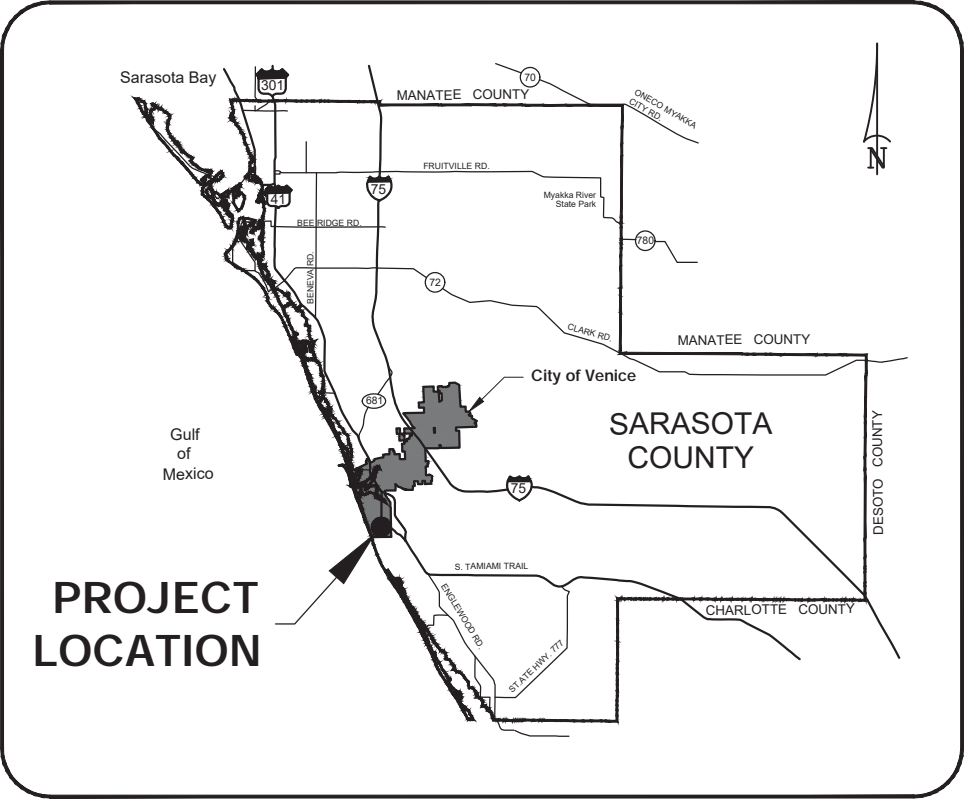 Sarasota Bay
301
70
MANATEE COUNTY
ONECO MYAKKA
CITY RD.
N
FRUITVILLE RD.
75
41
Myakka River
State Park
BEE RIDGE RD.
780
BENEVA RD.
72
CLARK RD.
MANATEE COUNTY
City of Venice
681
SARASOTA
COUNTY
Gulf
of
Mexico
DESOTO COUNTY
75
PROJECT
LOCATION
S. TAMIAMI TRAIL
ENGLEWOOD RD.
CHARLOTTE COUNTY
STATE HWY. 777